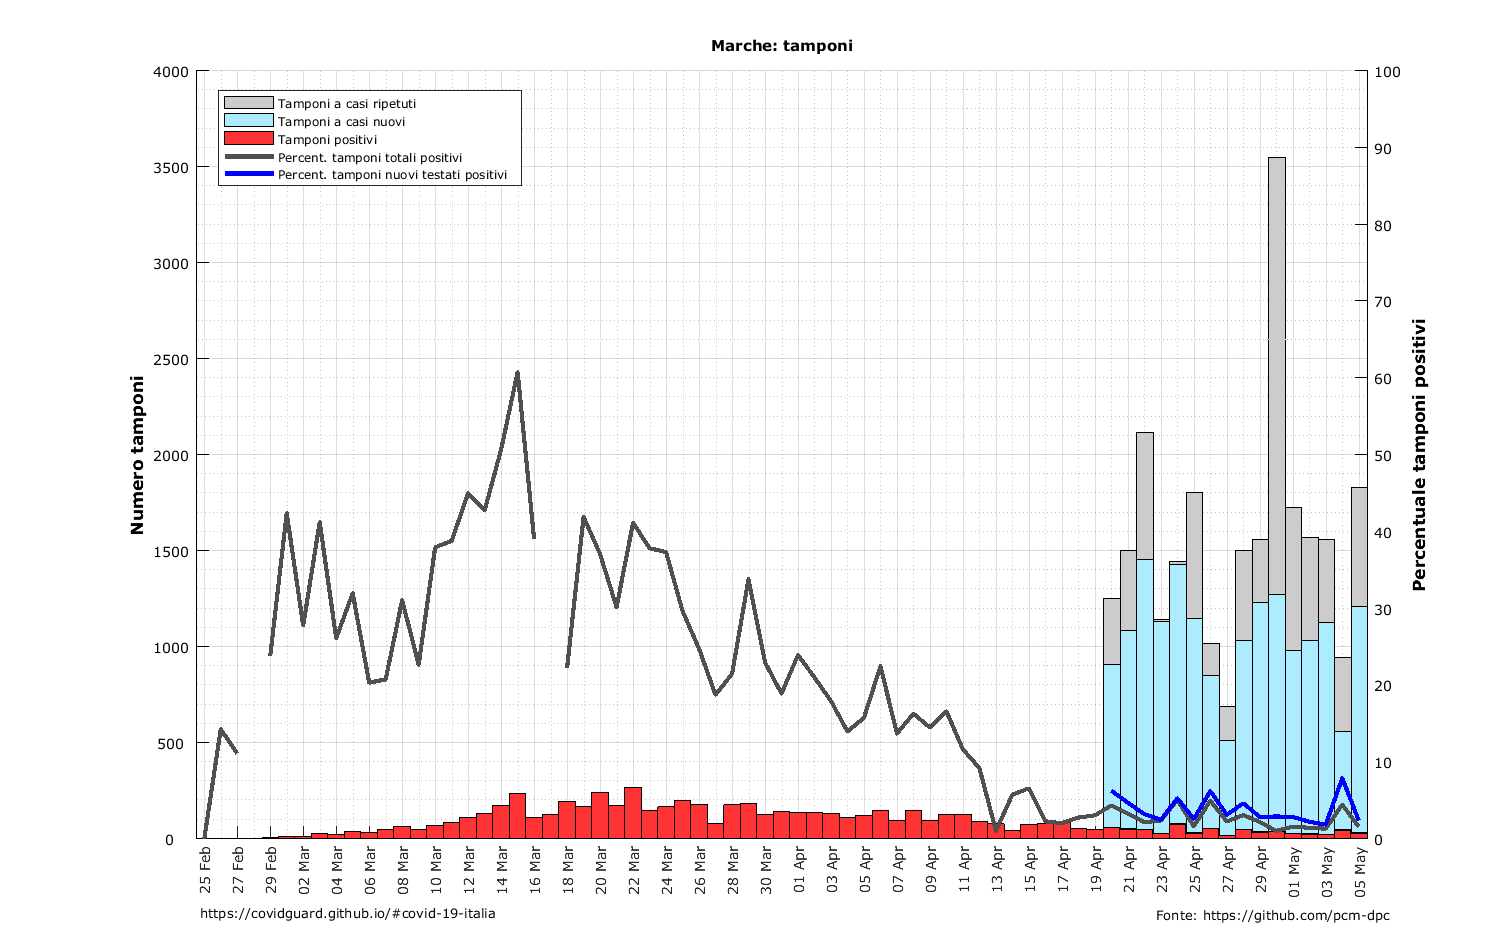 Marche: tamponi
Tamponi a casi ripetuti
Tamponi a casi nuovi
Tamponi positivi
Percent. tamponi totali positivi
Percent. tamponi nuovi testati positivi
Numero tamponi
4000
3500
3000
2500
2000
1500
1000
500
0
Percentuale tamponi positivi
100
90
80
70
60
50
40
30
20
10
0
25 Feb
27 Feb
29 Feb
02 Mar
04 Mar
06 Mar
08 Mar
10 Mar
12 Mar
14 Mar
16 Mar
18 Mar
20 Mar
22 Mar
24 Mar
26 Mar
28 Mar
30 Mar
01 Apr
03 Apr
05 Apr
07 Apr
09 Apr
11 Apr
13 Apr
15 Apr
17 Apr
19 Apr
21 Apr
23 Apr
25 Apr
27 Apr
29 Apr
01 May
03 May
05 May
https://covidguard.github.io/#covid-19-italia
Fonte: https://github.com/pcm-dpc